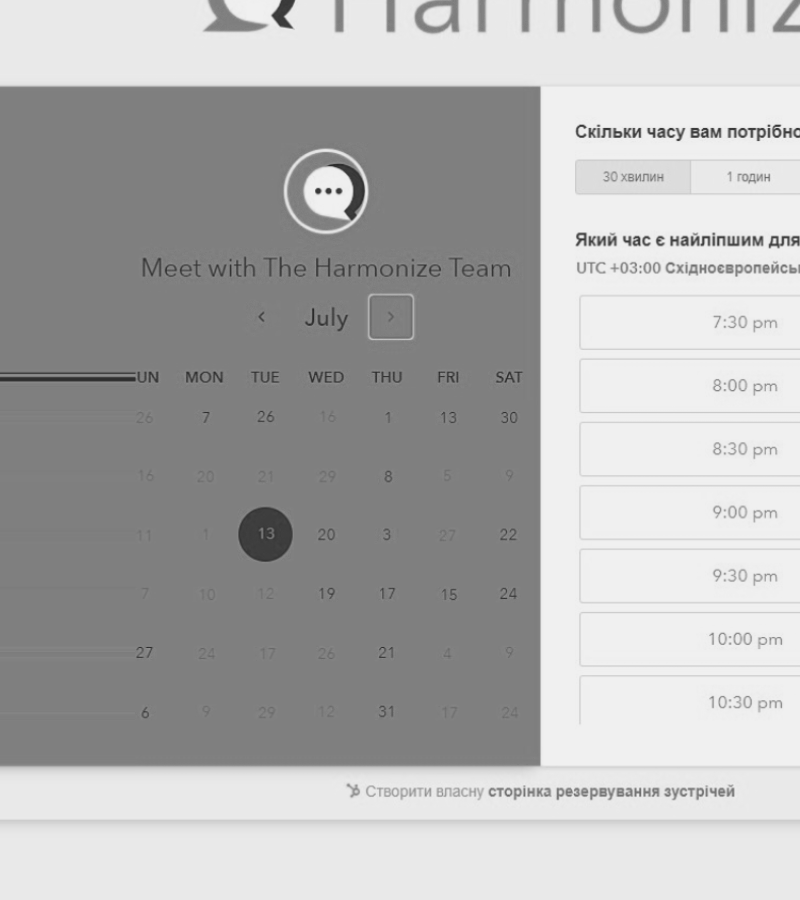 Harmoniz
Meet with The Harmonize Team
July
UN MON TUE WED THU FRI SAT
26 7 26 16 1 13 30
16 20 21 29 8 5 9
11 1 13 20 3 27 22
7 10 12 19 17 15 24
27 24 17 26 21 4 9
6 9 29 12 31 17 24
Скільки часу вам потрібно
30 хвилин 1 годин
Який час є найліпшим для
UTC +03:00 Східноєвропейсь
7:30 pm
8:00 pm
8:30 pm
9:00 pm
9:30 pm
10:00 pm
10:30 pm
Створити власну сторінка резервування зустрічей